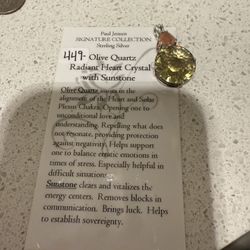 Paul Jensen
SIGNATURE COLLECTION
Sterling Silver
449- Olive Quartz
Radiant Heart Crystal
with Sunstone
Olive Quartz assists in the
alignment of the Heart and Solar
Plexus Chakra. Opening one to
unconditional love and
understanding. Repelling what does
not resonate, providing protection
against negativity. Helps support
one to balance erratic emotions in
times of stress. Especially helpful in
difficult situations.
Sunstone clears and vitalizes the
energy centers. Removes blocks in
communication. Brings luck. Helps
to establish sovereignty.